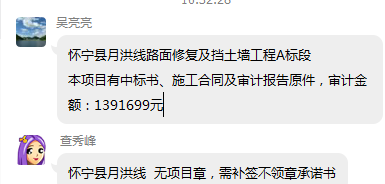 吴亮亮
怀宁县月洪线路面修复及挡土墙工程A标段
本项目有中标书、施工合同及审计报告原件，审计金
额：1391699元
查秀峰
怀宁县月洪线  无项目章，需补签不领章承诺书